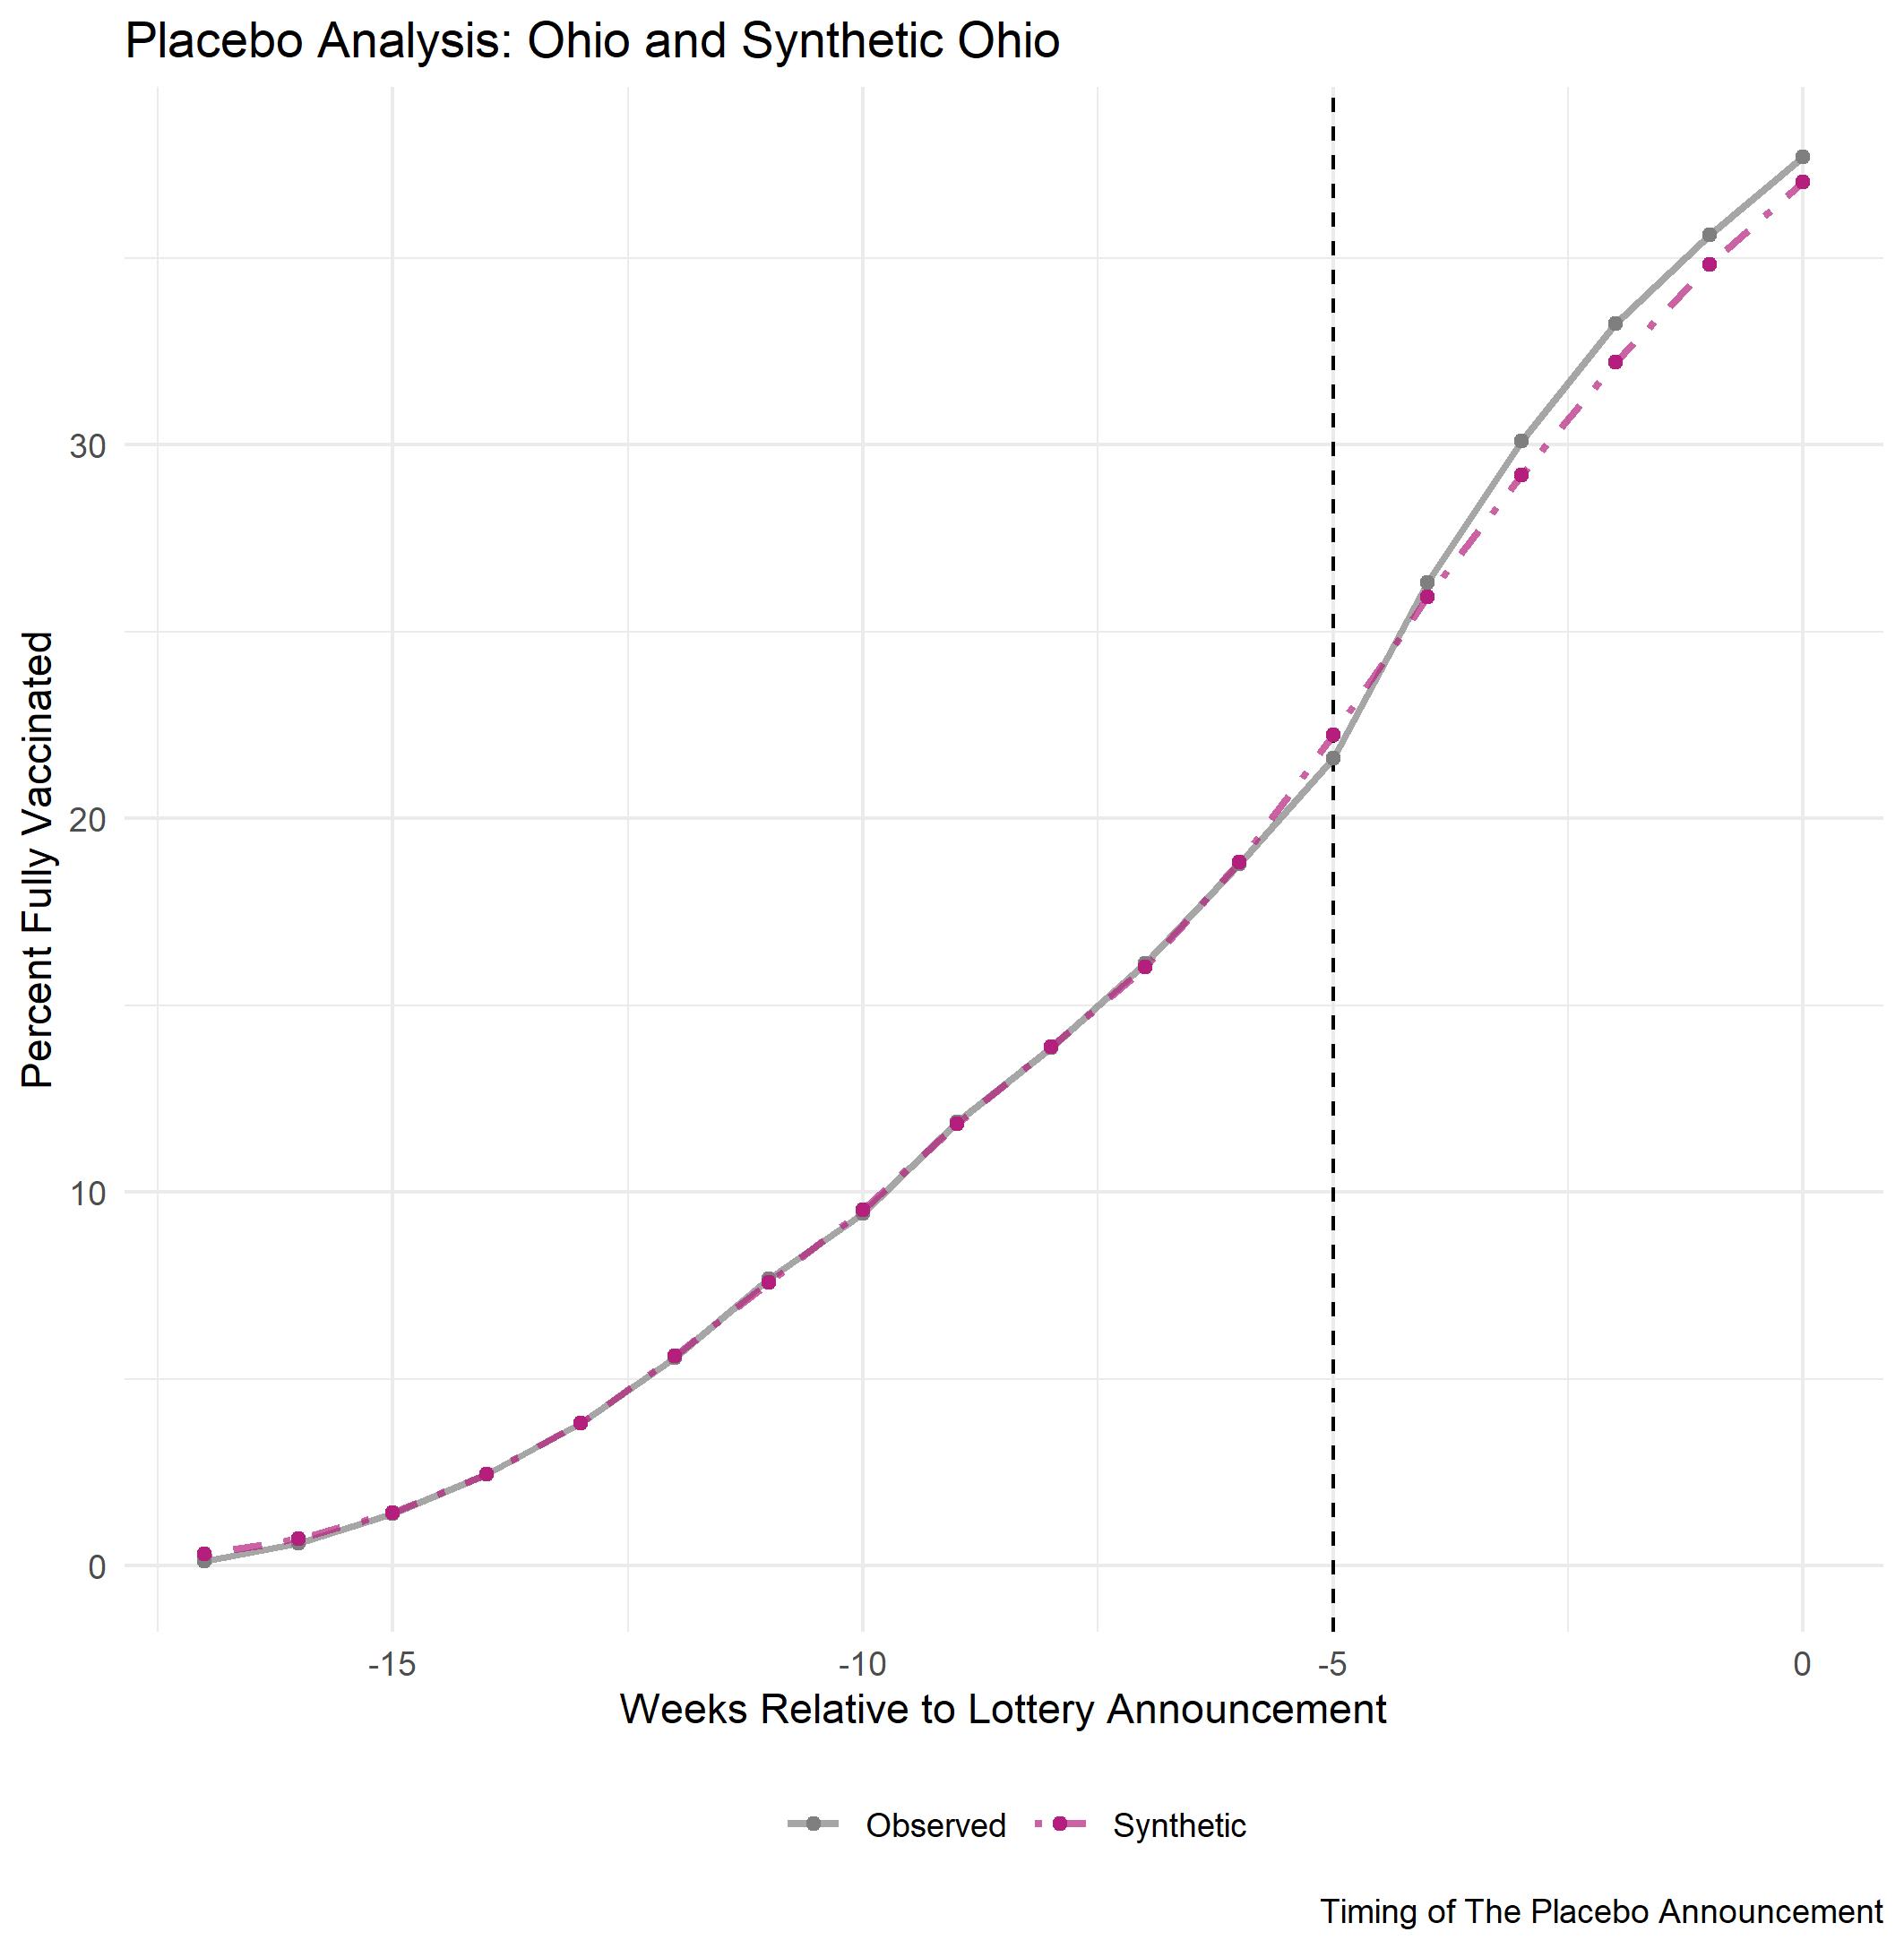 Placebo Analysis: Ohio and Synthetic Ohio
Percent Fully Vaccinated
30
20
10
0
-15 -10 -5 0
Weeks Relative to Lottery Announcement
Observed Synthetic
Timing of The Placebo Announcement